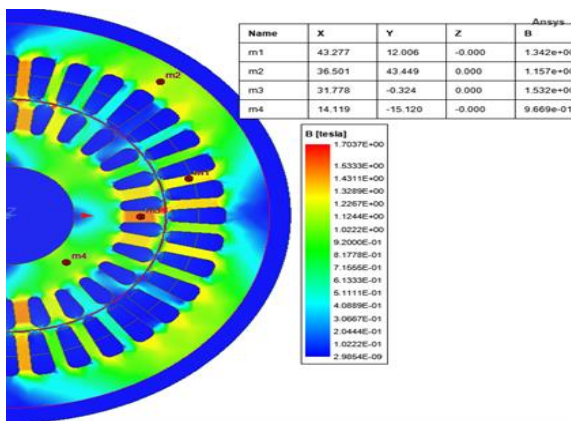 Ansys
Name X Y Z B
m1 43.277 12.006 -0.000 1.342e+00
m2 36.501 43.449 0.000 1.157e+00
m3 31.778 -0.324 0.000 1.532e+00
m4 14.119 -15.120 -0.000 9.669e-01
B [tesla]
1.7037E+00
1.5333E+00
1.4311E+00
1.3289E+00
1.2267E+00
1.1244E+00
1.0222E+00
9.2000E-01
8.1778E-01
7.1555E-01
6.1333E-01
5.1111E-01
4.0889E-01
3.0667E-01
2.0444E-01
1.0222E-01
2.9854E-09
m2
m1
m3
m4